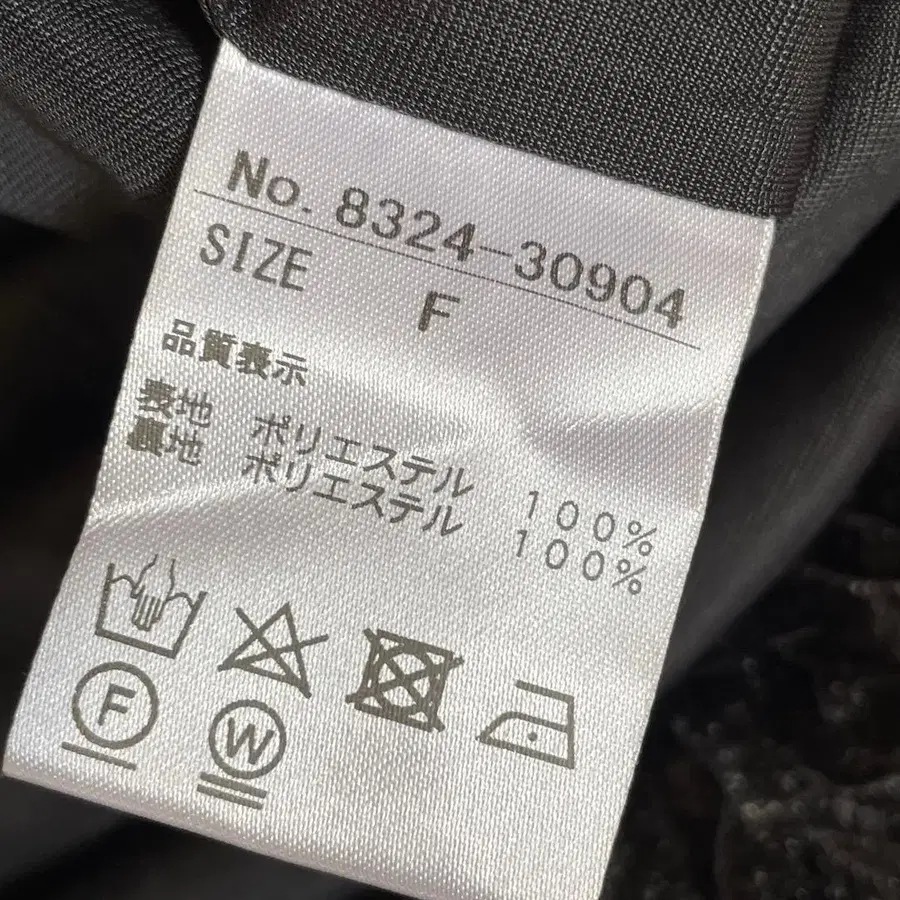 No. 8324-30904
SIZE F
品質表示
表地 ポリエステル 100%
裏地 ポリエステル 100%
F W